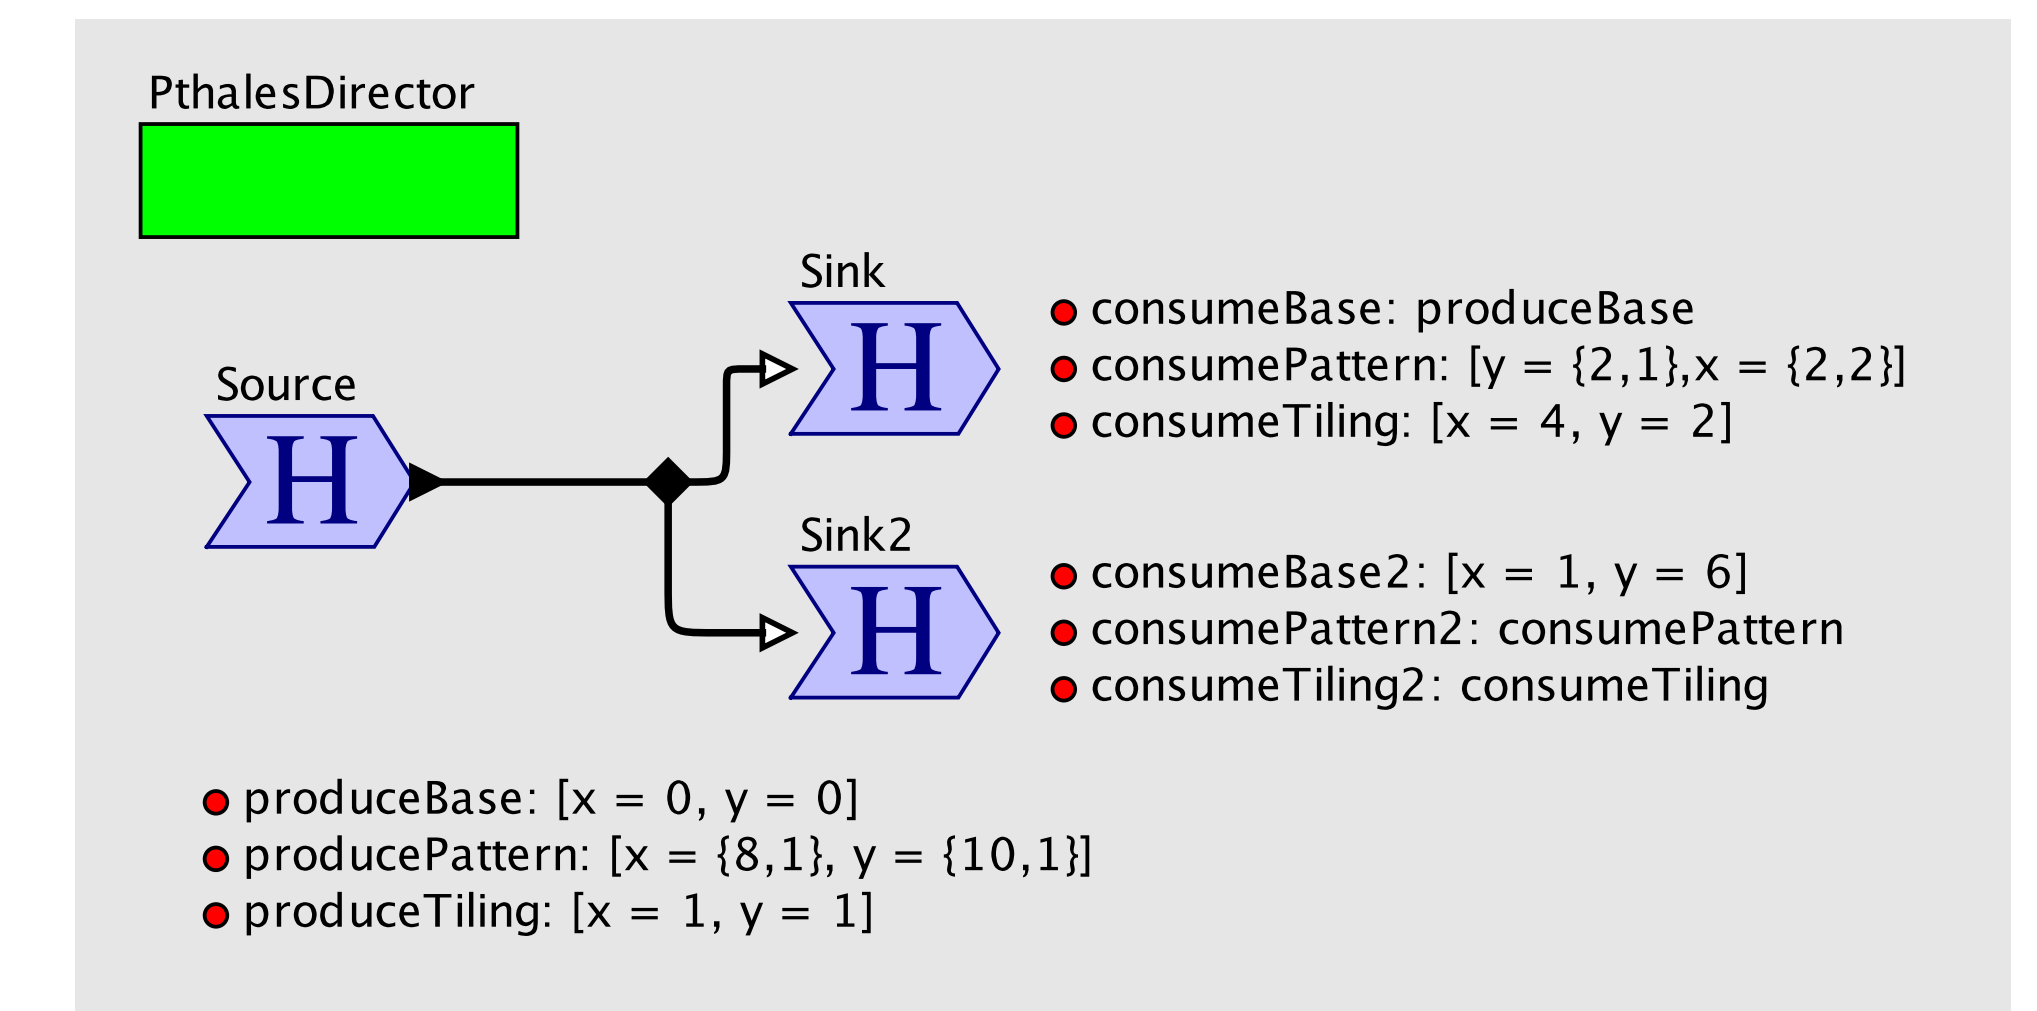 PthalesDirector
Sink
H
consumeBase: produceBase
consumePattern: [y = {2,1},x = {2,2}]
consumeTiling: [x = 4, y = 2]
Source
H
Sink2
H
consumeBase2: [x = 1, y = 6]
consumePattern2: consumePattern
consumeTiling2: consumeTiling
produceBase: [x = 0, y = 0]
producePattern: [x = {8,1}, y = {10,1}]
produceTiling: [x = 1, y = 1]